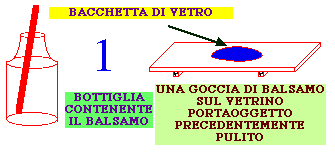 BACCHETTA DI VETRO
1
BOTTIGLIA
CONTENENTE
IL BALSAMO
UNA GOCCIA DI BALSAMO
SUL VETRINO
PORTAOGGETTO
PRECEDENTEMENTE
PULITO